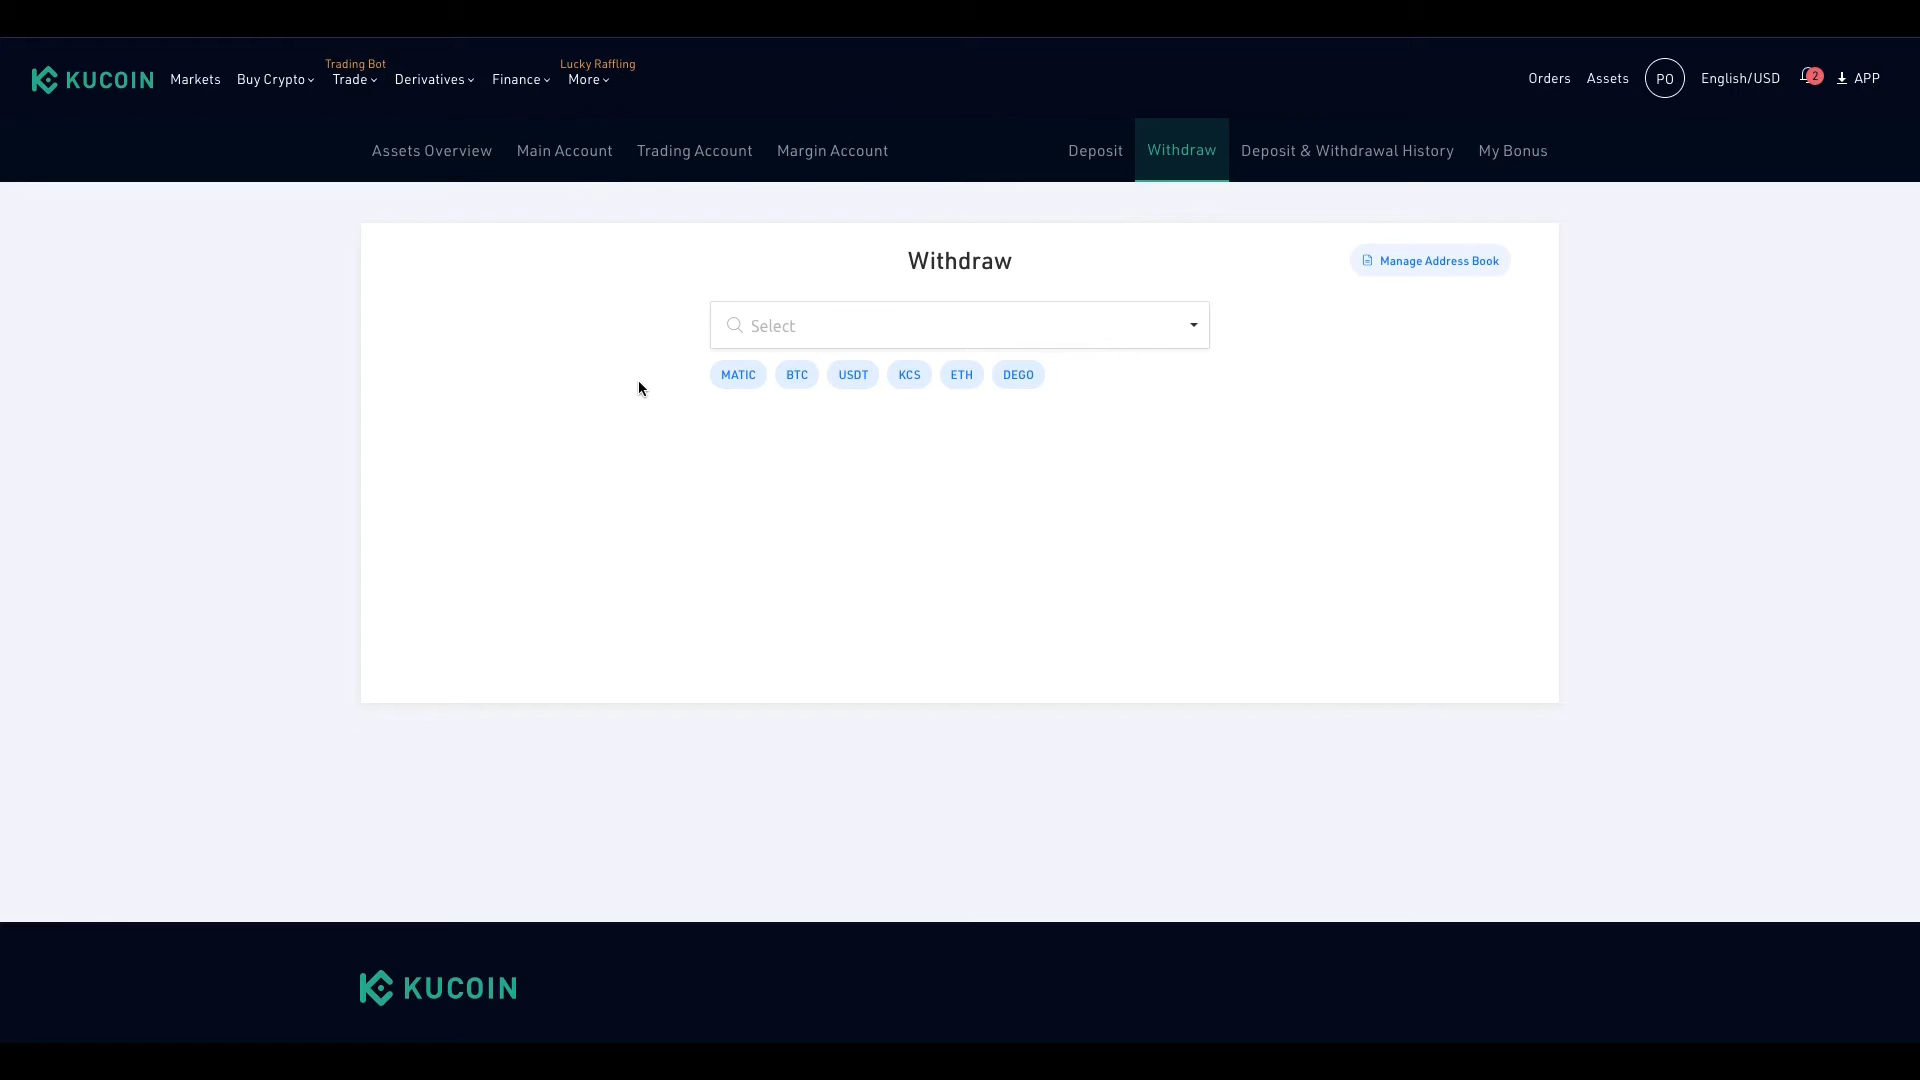 KUCOIN Markets Buy Crypto Trading Bot Trade Derivatives Finance Lucky Raffling More Orders Assets PO English/USD 2 APP
Assets Overview Main Account Trading Account Margin Account Deposit Withdraw Deposit & Withdrawal History My Bonus
Withdraw
Manage Address Book
Select
MATIC BTC USDT KCS ETH DEGO
KUCOIN